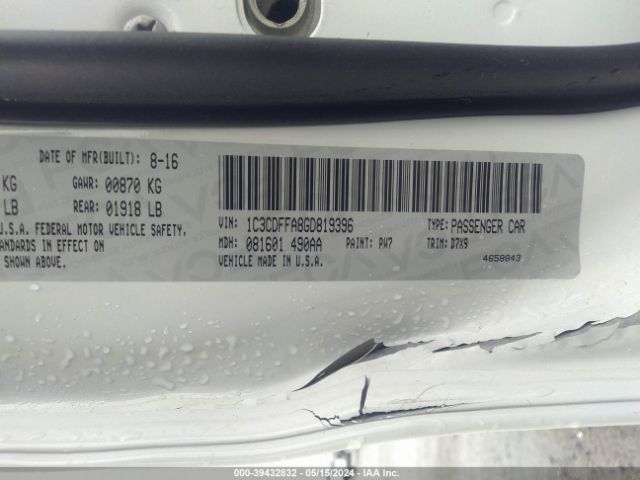 DATE OF MFR(BUILT): 8-16
KG GAWR: 00870 KG
LB REAR: 01918 LB
U.S.A. FEDERAL MOTOR VEHICLE SAFETY.
STANDARDS IN EFFECT ON
SHOWN ABOVE.
VIN: 1C3CDFFA8GD819396 TYPE: PASSENGER CAR
MDH: 081601 490AA PAINT: PW7 TRIM: D7X9
VEHICLE MADE IN U.S.A. 4658843
000-39432832 - 05/15/2024 - IAA Inc.